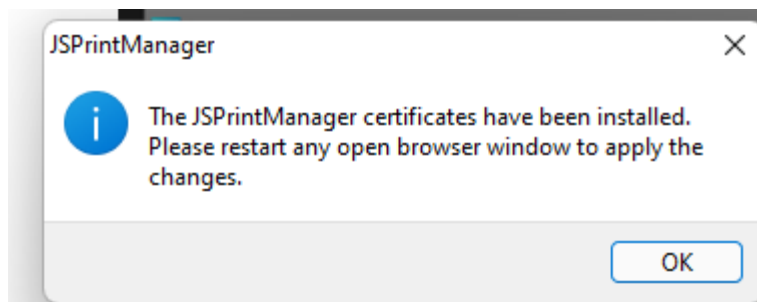 JSPrintManager
The JSPrintManager certificates have been installed.
Please restart any open browser window to apply the
changes.
OK